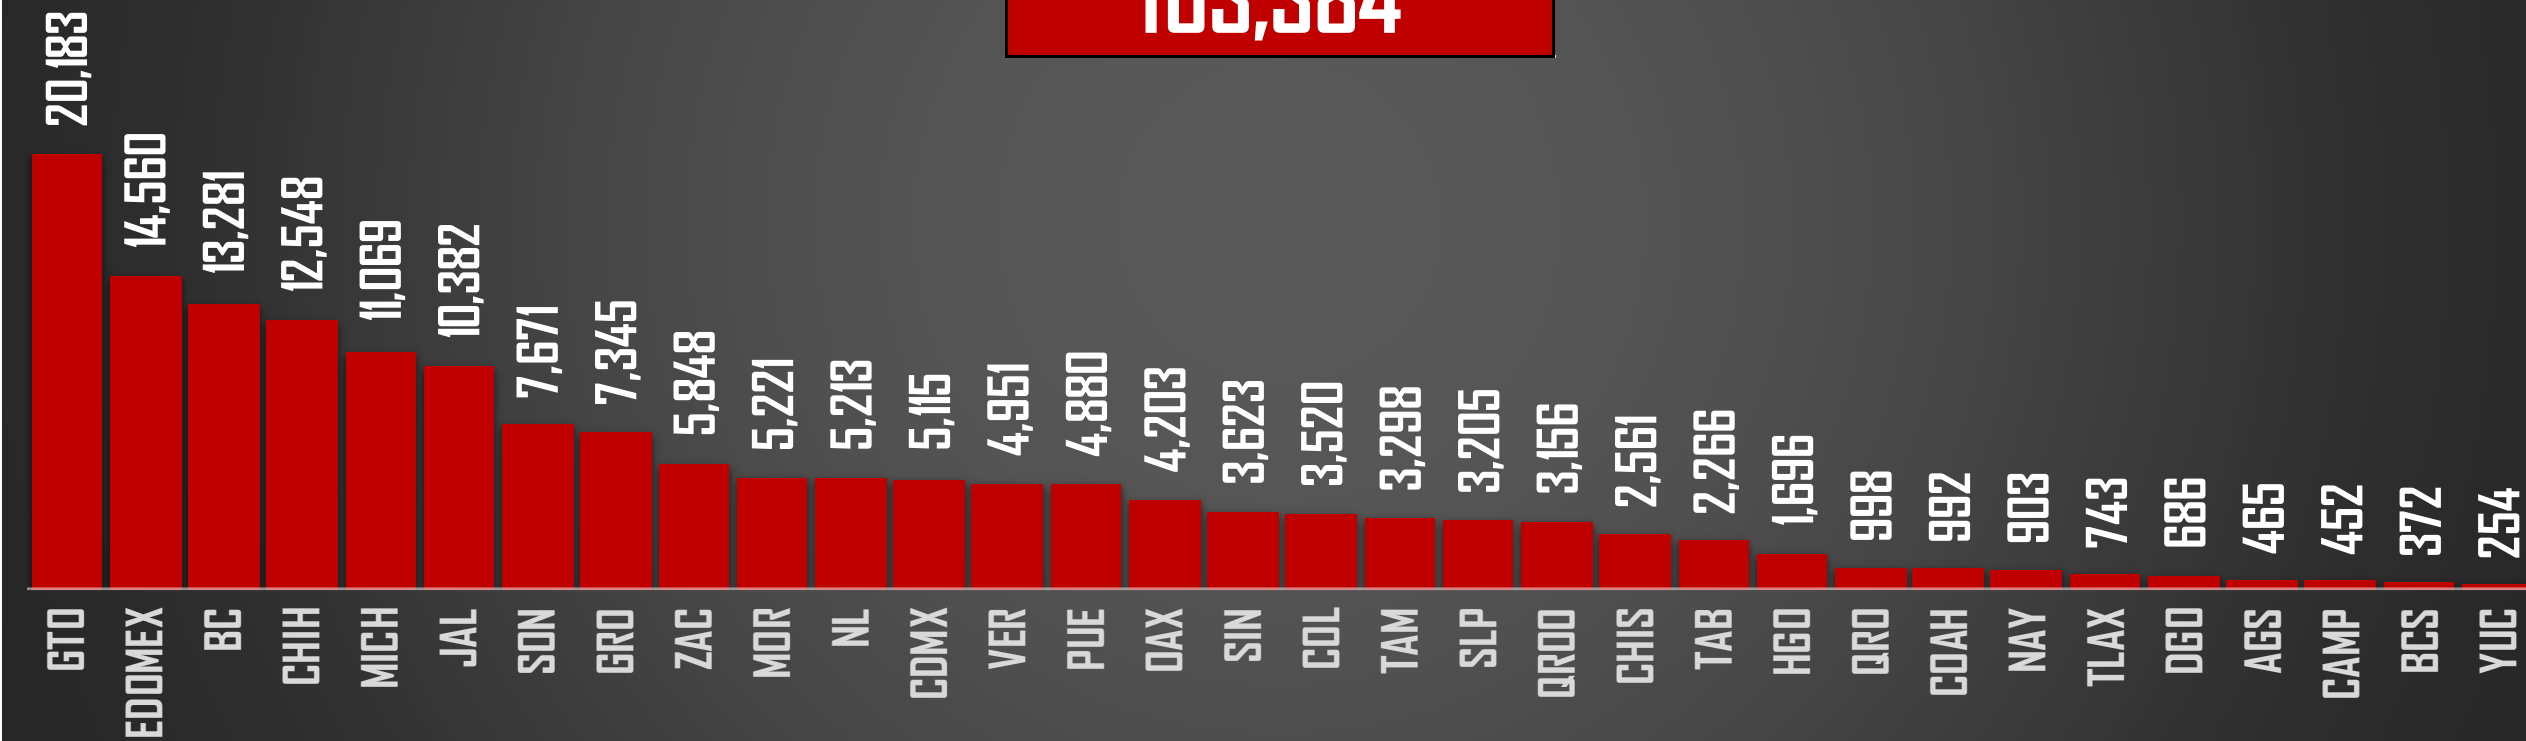 20,183
14,560
13,281
12,548
11,069
10,382
7,671
7,345
5,848
5,221
5,213
5,115
4,951
4,880
4,203
3,623
3,520
3,298
3,205
3,156
2,561
2,266
1,696
998
992
903
743
686
465
452
372
254
GTO
EDOMEX
BC
CHIH
MICH
JAL
SON
GRO
ZAC
MOR
NL
CDMX
VER
PUE
OAX
SIN
COL
TAM
SLP
QROO
CHIS
TAB
HGO
QRO
COAH
NAY
TLAX
DGO
AGS
CAMP
BCS
YUC